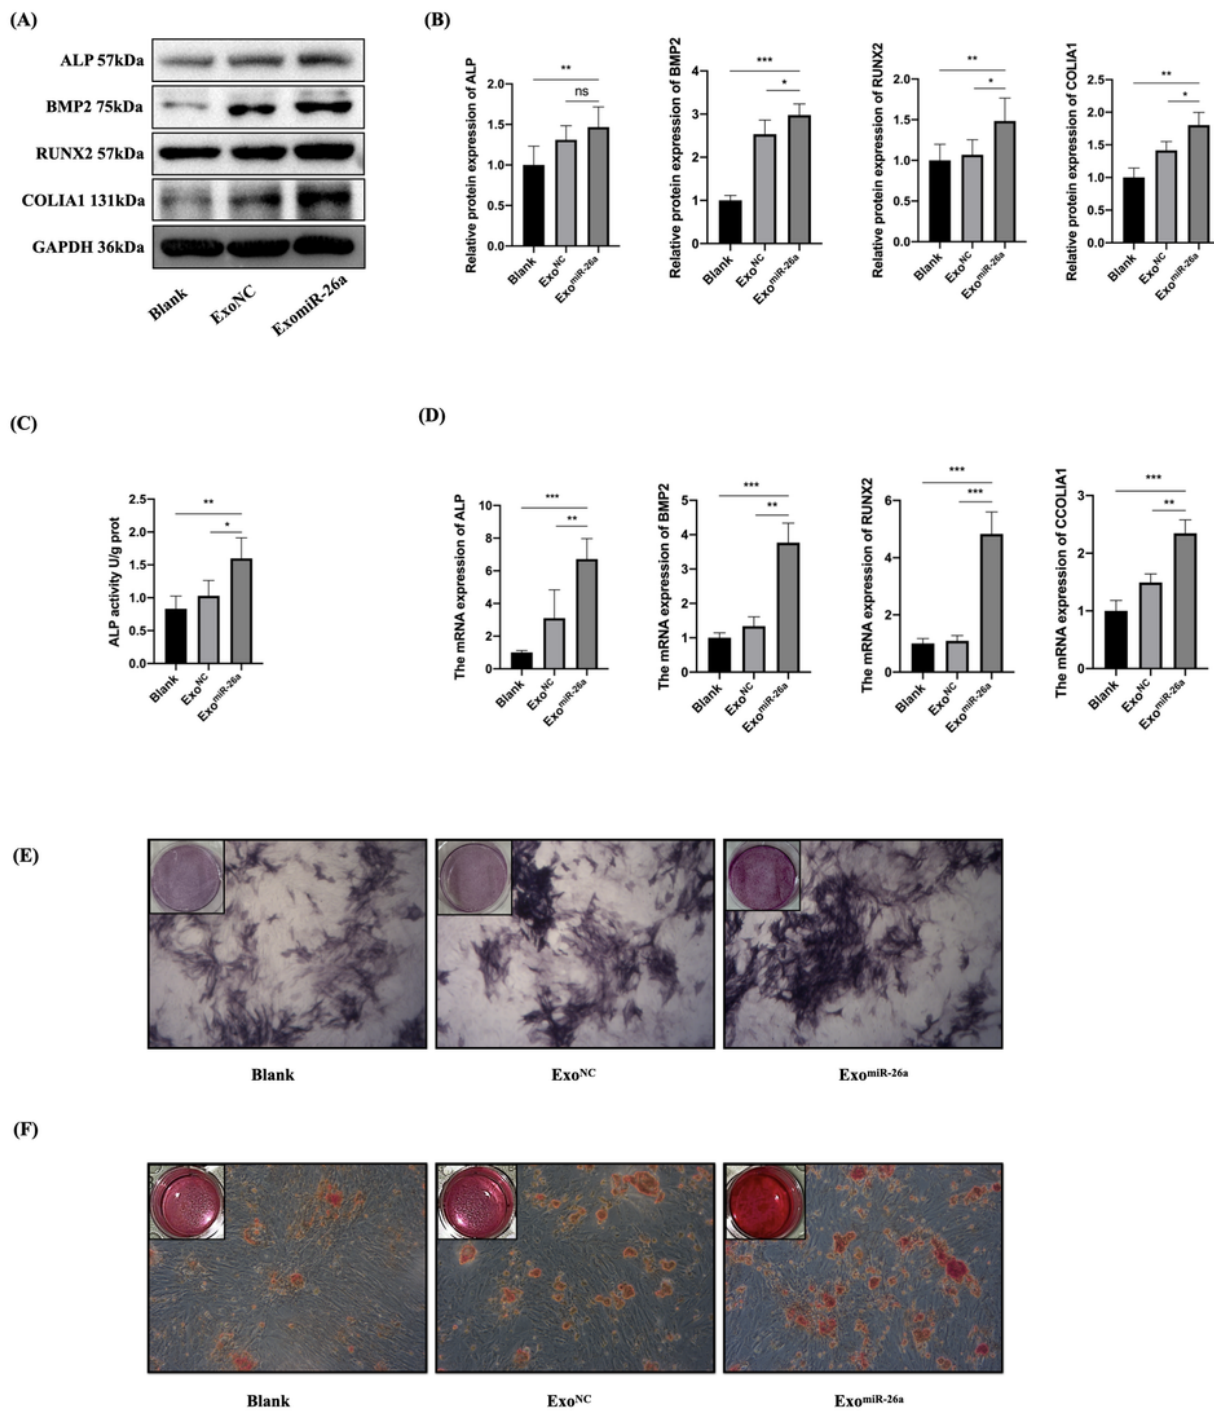 (A)
ALP 57kDa
BMP2 75kDa
RUNX2 57kDa
COLIA1 131kDa
GAPDH 36kDa
Blank
ExoNC
ExomiR-26a
(B)
Relative protein expression of ALP
2.0
1.5
1.0
0.5
0.0
**
ns
Blank
ExoNC
ExomiR-26a
Relative protein expression of BMP2
4
3
2
1
0
***
*
Blank
ExoNC
ExomiR-26a
Relative protein expression of RUNX2
2.0
1.5
1.0
0.5
0.0
**
*
Blank
ExoNC
ExomiR-26a
Relative protein expression of COLIA1
2.5
2.0
1.5
1.0
0.5
0.0
**
*
Blank
ExoNC
ExomiR-26a
(C)
ALP activity U/g prot
2.5
2.0
1.5
1.0
0.5
0.0
**
*
Blank
ExoNC
ExomiR-26a
(D)
The mRNA expression of ALP
10
8
6
4
2
0
***
**
Blank
ExoNC
ExomiR-26a
The mRNA expression of BMP2
5
4
3
2
1
0
***
**
Blank
ExoNC
ExomiR-26a
The mRNA expression of RUNX2
6
4
2
0
***
***
Blank
ExoNC
ExomiR-26a
The mRNA expression of CCOLIA1
3
2
1
0
***
**
Blank
ExoNC
ExomiR-26a
(E)
Blank
ExoNC
ExomiR-26a
(F)
Blank
ExoNC
ExomiR-26a